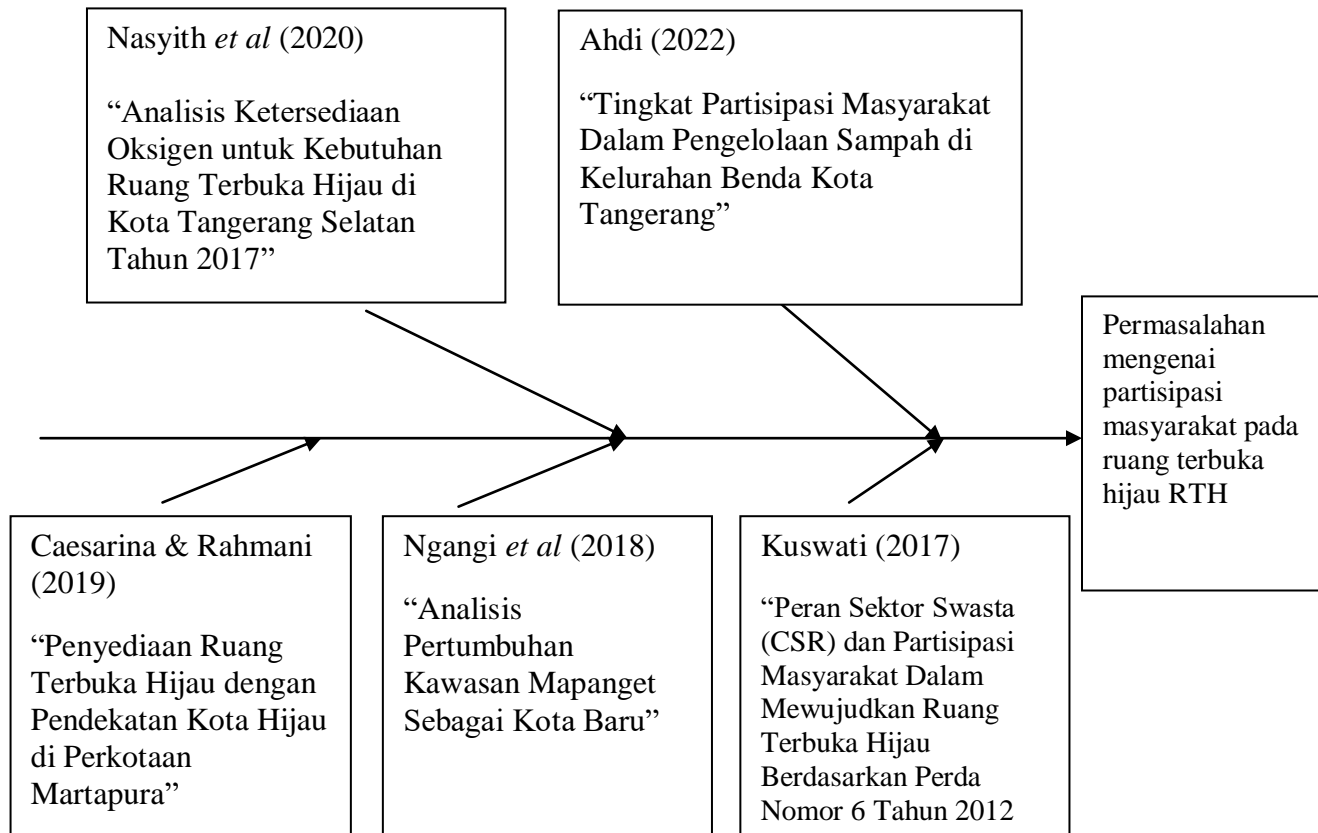 Nasyith et al (2020)
“Analisis Ketersediaan
Oksigen untuk Kebutuhan
Ruang Terbuka Hijau di
Kota Tangerang Selatan
Tahun 2017”
Ahdi (2022)
“Tingkat Partisipasi Masyarakat
Dalam Pengelolaan Sampah di
Kelurahan Benda Kota
Tangerang”
Permasalahan
mengenai
partisipasi
masyarakat pada
ruang terbuka
hijau RTH
Caesarina & Rahmani
(2019)
“Penyediaan Ruang
Terbuka Hijau dengan
Pendekatan Kota Hijau
di Perkotaan
Martapura”
Ngangi et al (2018)
“Analisis
Pertumbuhan
Kawasan Mapanget
Sebagai Kota Baru”
Kuswati (2017)
“Peran Sektor Swasta
(CSR) dan Partisipasi
Masyarakat Dalam
Mewujudkan Ruang
Terbuka Hijau
Berdasarkan Perda
Nomor 6 Tahun 2012